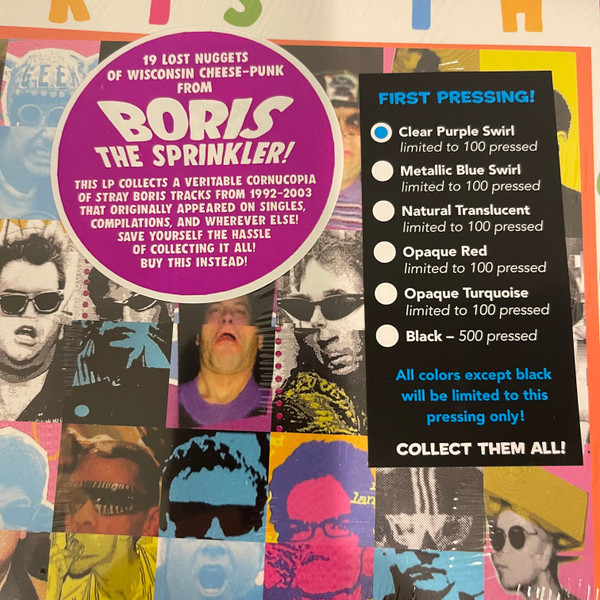 GEEK
19 LOST NUGGETS
OF WISCONSIN CHEESE-PUNK
FROM
BORIS
THE SPRINKLER!
THIS LP COLLECTS A VERITABLE CORNUCOPIA
OF STRAY BORIS TRACKS FROM 1992-2003
THAT ORIGINALLY APPEARED ON SINGLES,
COMPILATIONS, AND WHEREVER ELSE!
SAVE YOURSELF THE HASSLE
OF COLLECTING IT ALL!
BUY THIS INSTEAD!
FIRST PRESSING!
Clear Purple Swirl
limited to 100 pressed
Metallic Blue Swirl
limited to 100 pressed
Natural Translucent
limited to 100 pressed
Opaque Red
limited to 100 pressed
Opaque Turquoise
limited to 100 pressed
Black – 500 pressed
All colors except black
will be limited to this
pressing only!
COLLECT THEM ALL!